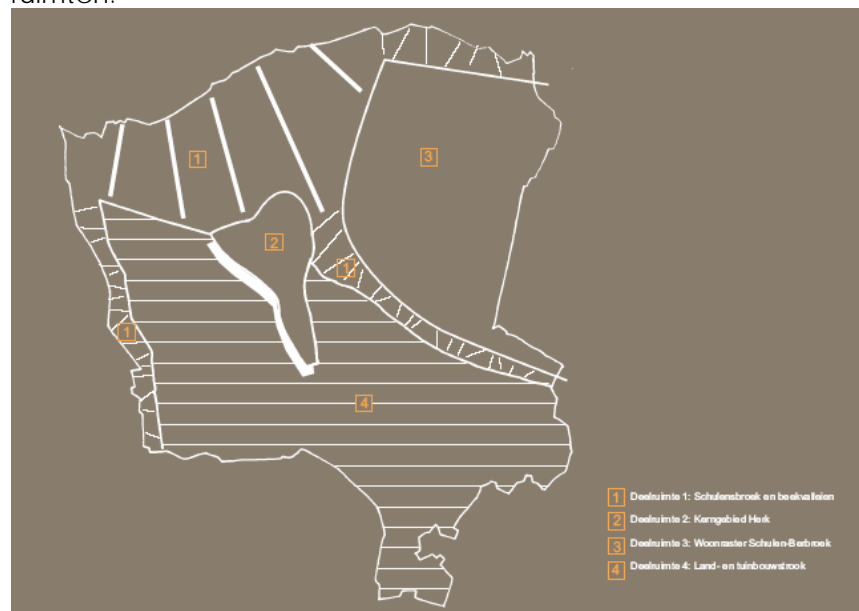 ruimten.
1
3
2
1
1
4
1 Deelruimte 1: Schulensbroek en beekvalleien
2 Deelruimte 2: Kerngebied Herk
3 Deelruimte 3: Woonraster Schulen-Berbroek
4 Deelruimte 4: Land- en tuinbouwstrook